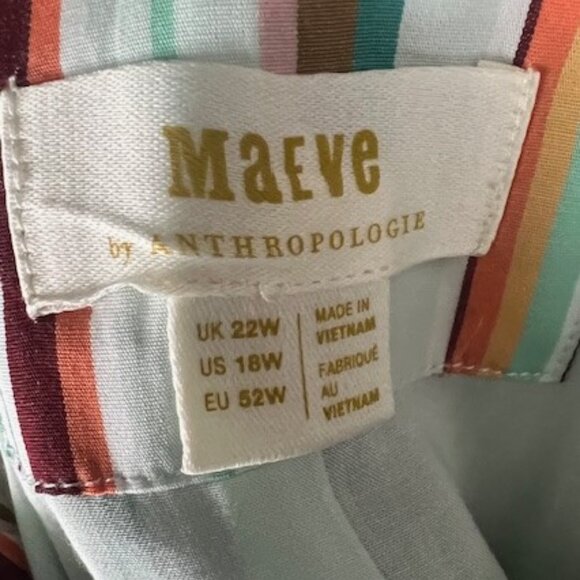 Maeve
by ANTHROPOLOGIE
UK 22W
US 18W
EU 52W
MADE IN
VIETNAM
FABRIQUÉ
AU
VIETNAM